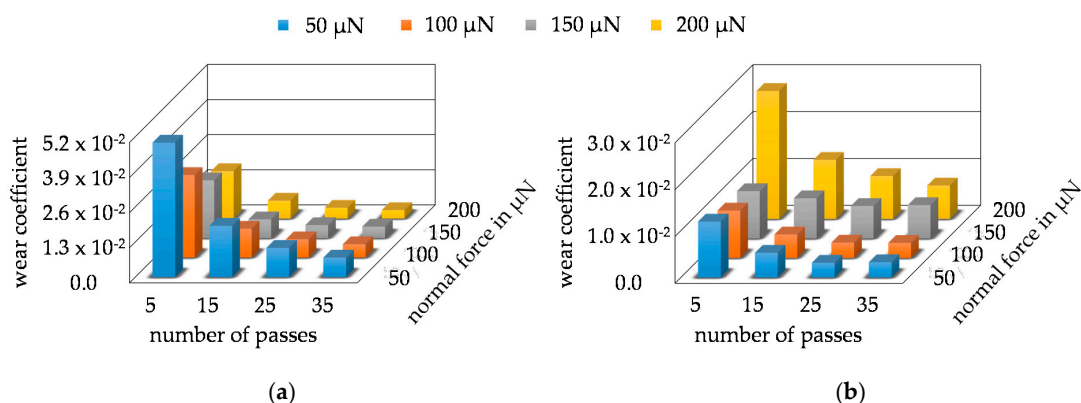 50 μN 100 μN 150 μN 200 μN
wear coefficient
5.2 x 10-2
3.9 x 10-2
2.6 x 10-2
1.3 x 10-2
0.0
5 15 25 35
number of passes
50
100
150
200
normal force in μN
(a)
wear coefficient
3.0 x 10-2
2.0 x 10-2
1.0 x 10-2
0.0
5 15 25 35
number of passes
50
100
150
200
normal force in μN
(b)